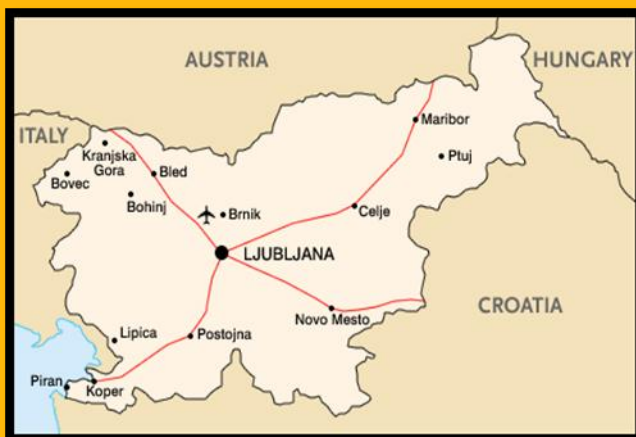 AUSTRIA
HUNGARY
ITALY
Maribor
Kranjska
Gora
Bled
Ptuj
Bovec
Bohinj
Brnik
Celje
LJUBLJANA
CROATIA
Novo Mesto
Lipica
Postojna
Piran
Koper